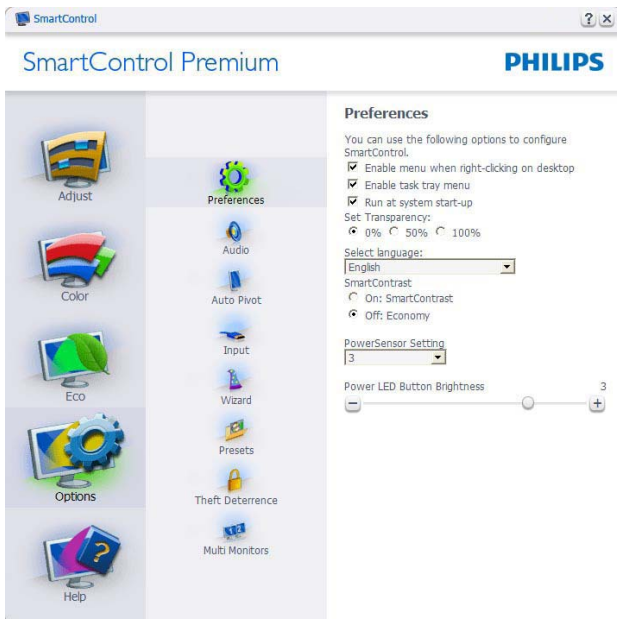 SmartControl
SmartControl Premium
PHILIPS
Adjust
Color
Eco
Options
Help
Preferences
Audio
Auto Pivot
Input
Wizard
Presets
Theft Deterrence
Multi Monitors
Preferences
You can use the following options to configure
SmartControl.
Enable menu when right-clicking on desktop
Enable task tray menu
Run at system start-up
Set Transparency:
0% 50% 100%
Select language:
English
SmartContrast
On: SmartContrast
Off: Economy
PowerSensor Setting
3
Power LED Button Brightness 3